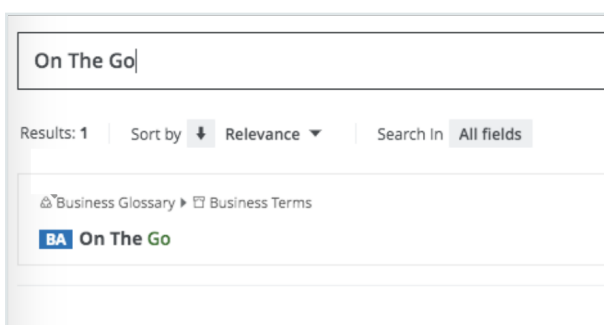 On The Go
Results: 1 Sort by Relevance Search In All fields
Business Glossary Business Terms
BA On The Go